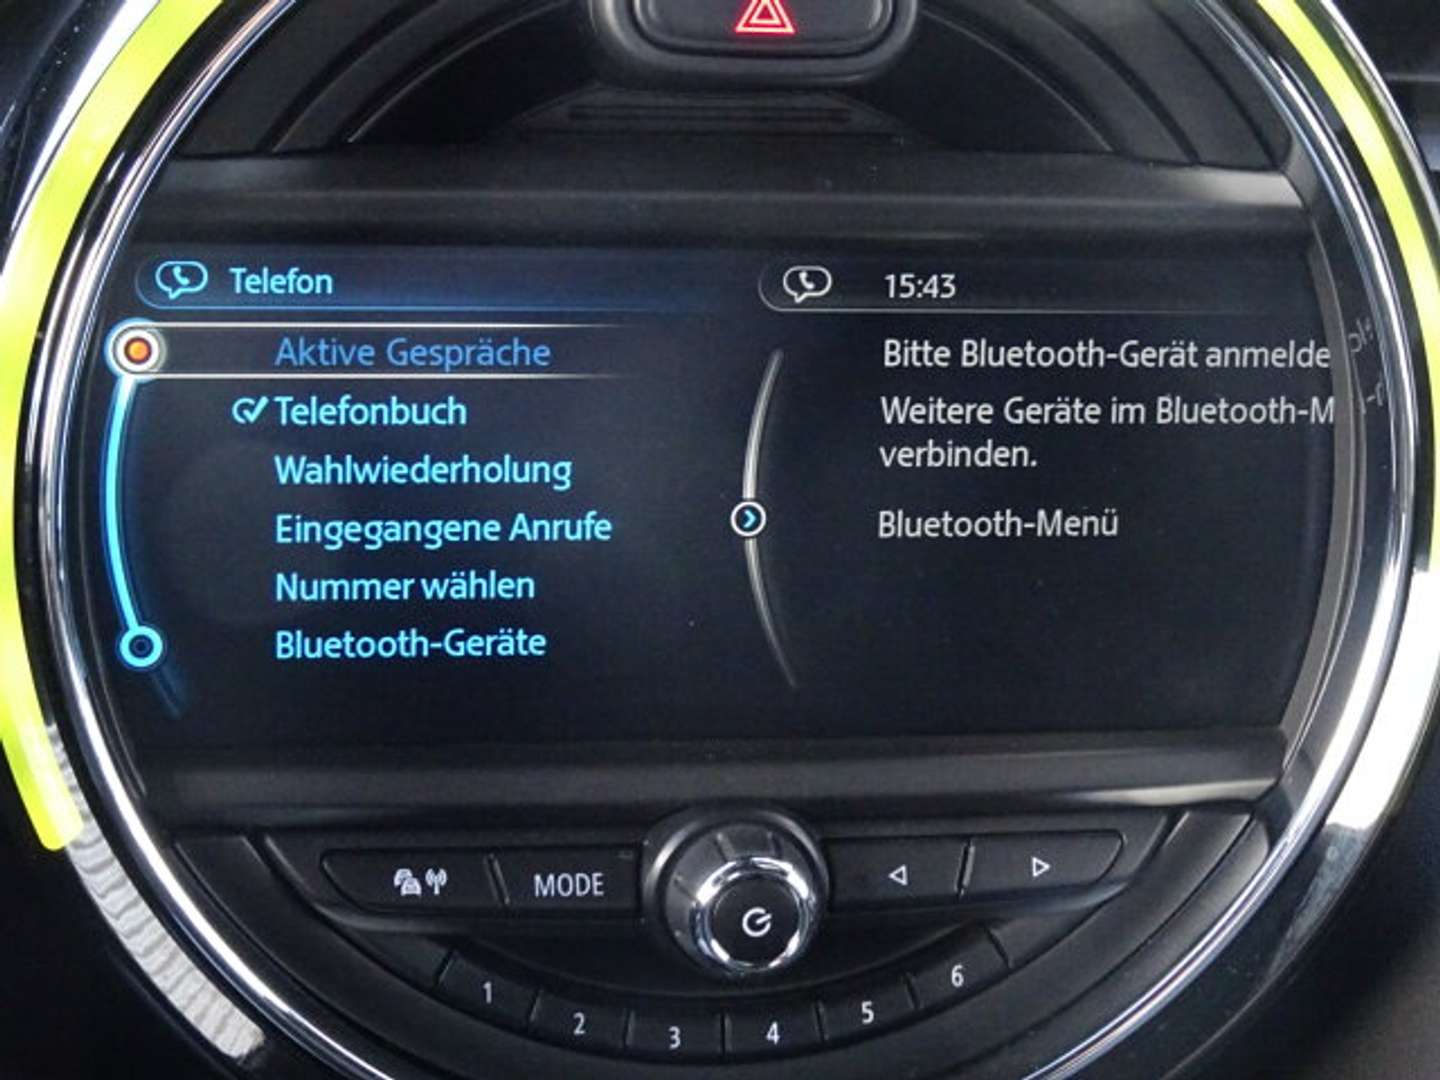 Telefon
Aktive Gespräche
Telefonbuch
Wahlwiederholung
Eingegangene Anrufe
Nummer wählen
Bluetooth-Geräte
15:43
Bitte Bluetooth-Gerät anmelde
Weitere Geräte im Bluetooth-M
verbinden.
Bluetooth-Menü
MODE
1 2 3 4 5 6